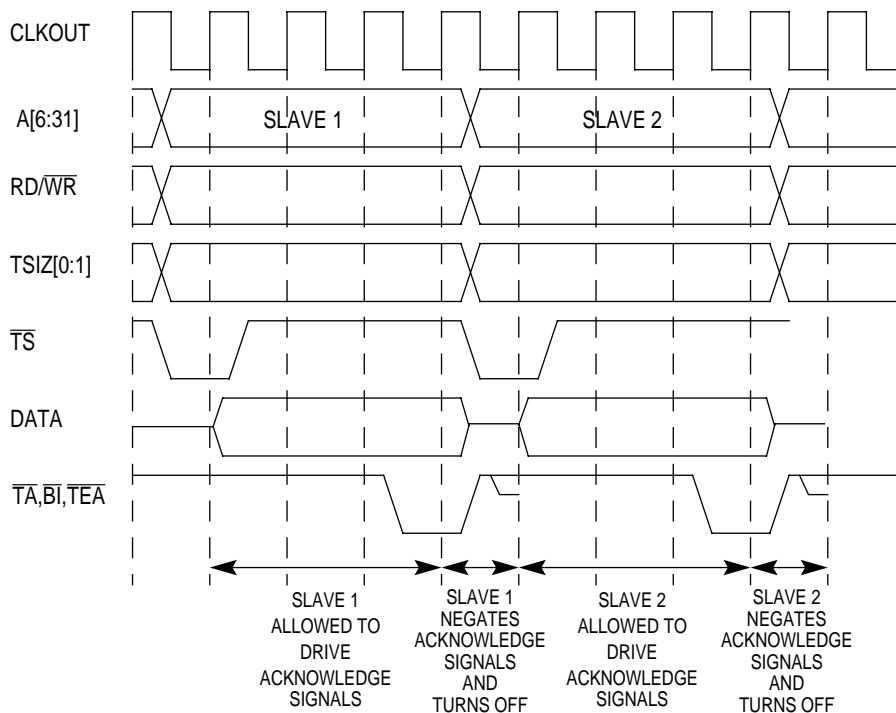 CLKOUT
A[6:31]
SLAVE 1
SLAVE 2
RD/WR
TSIZ[0:1]
TS
DATA
TA,BI,TEA
SLAVE 1
ALLOWED TO
DRIVE
ACKNOWLEDGE
SIGNALS
SLAVE 1
NEGATES
ACKNOWLEDGE
SIGNALS
AND
TURNS OFF
SLAVE 2
ALLOWED TO
DRIVE
ACKNOWLEDGE
SIGNALS
SLAVE 2
NEGATES
ACKNOWLEDGE
SIGNALS
AND
TURNS OFF